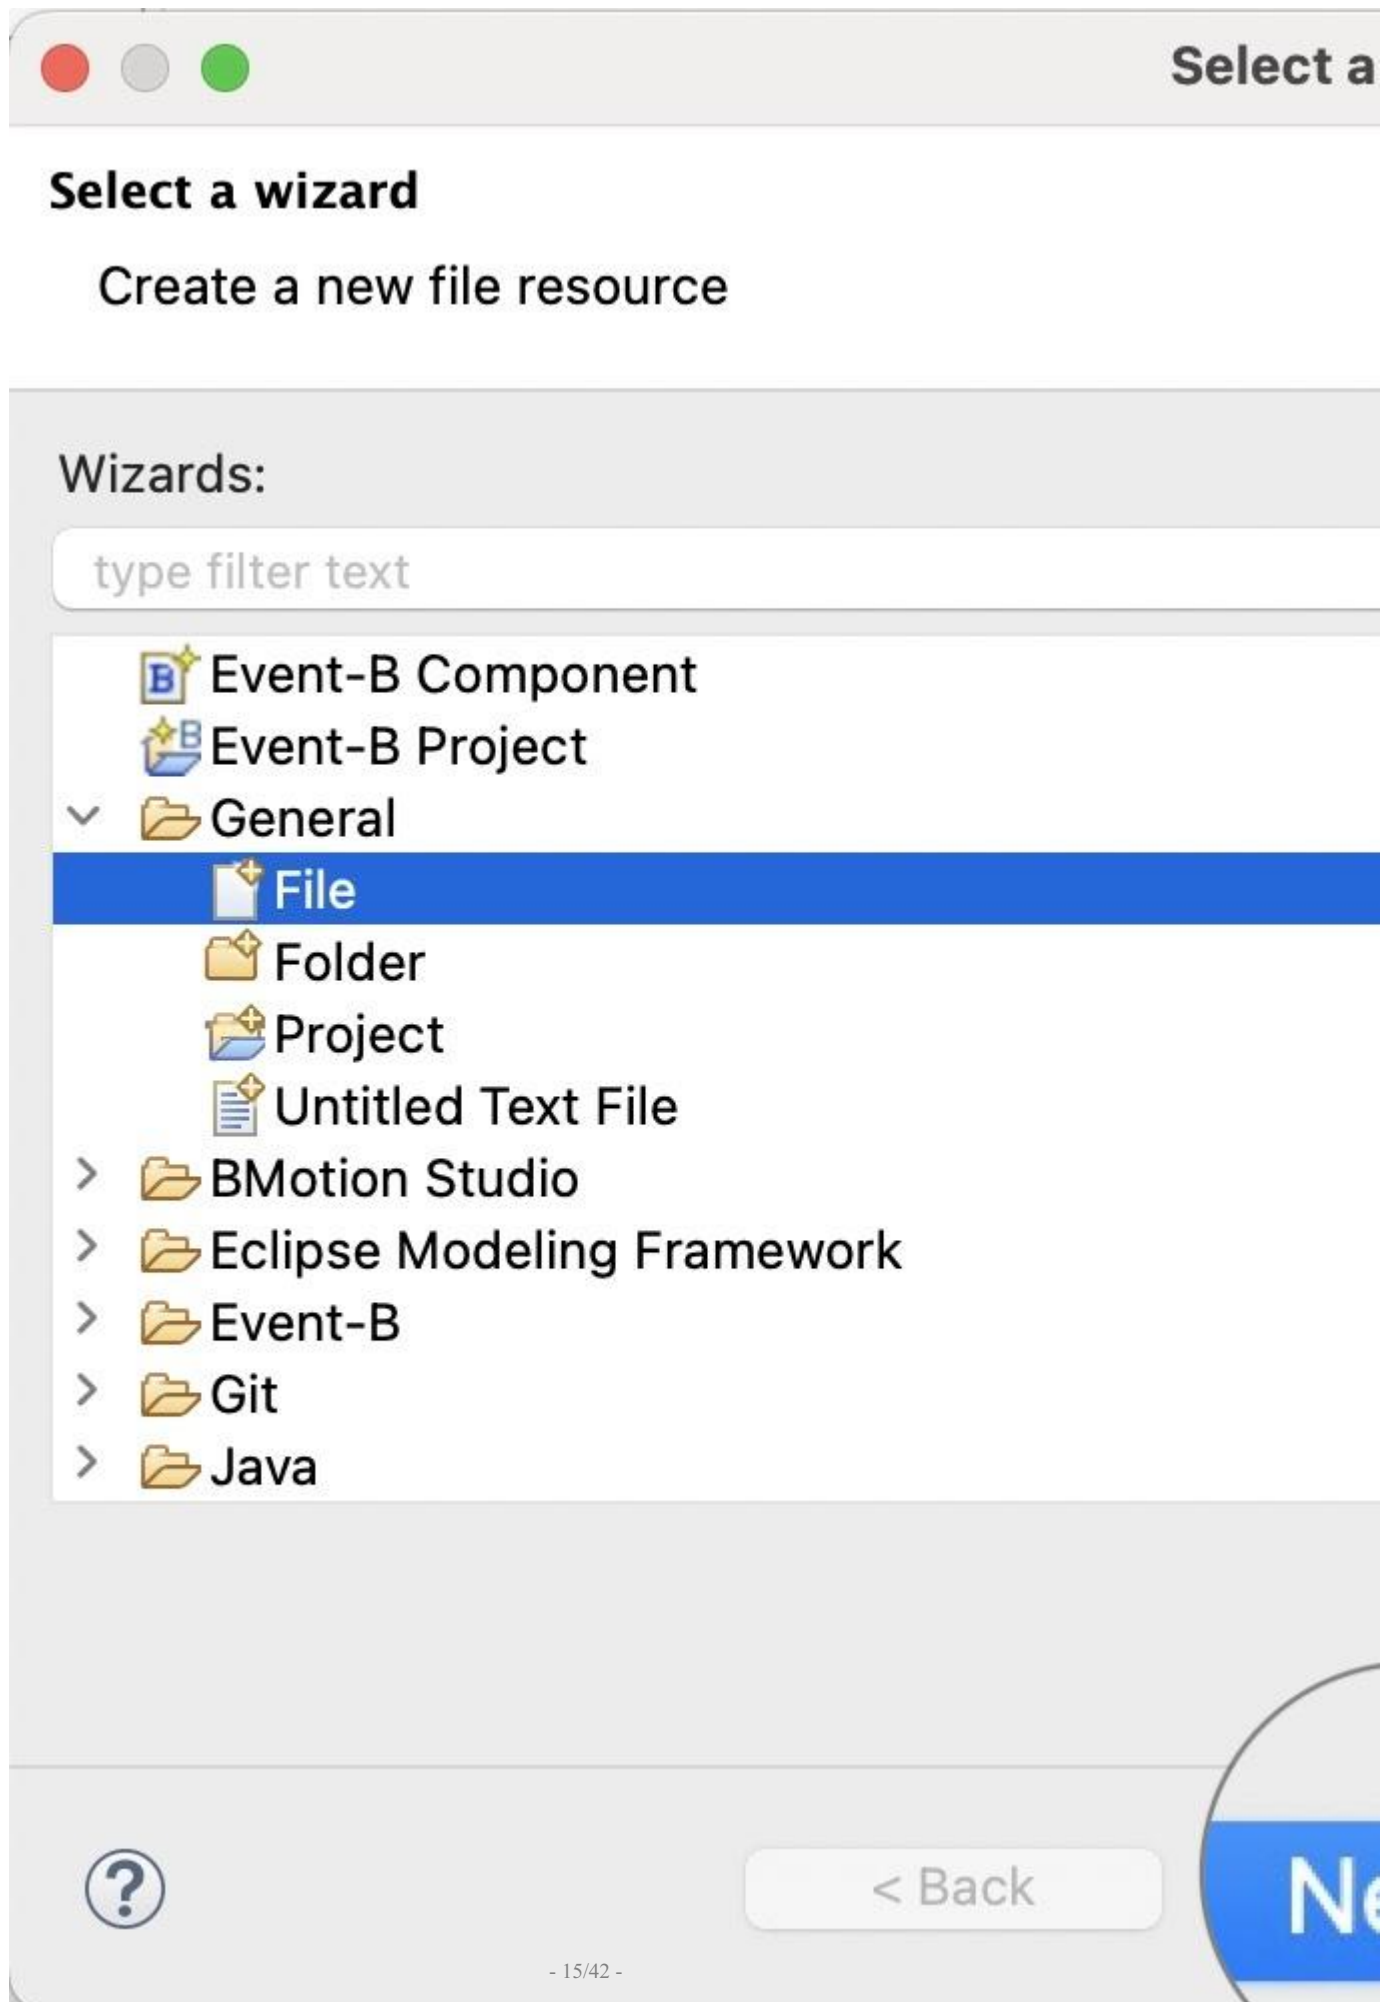 Select a
Select a wizard
Create a new file resource
Wizards:
type filter text
Event-B Component
Event-B Project
General
File
Folder
Project
Untitled Text File
BMotion Studio
Eclipse Modeling Framework
Event-B
Git
Java
?
< Back
Ne
- 15/42 -